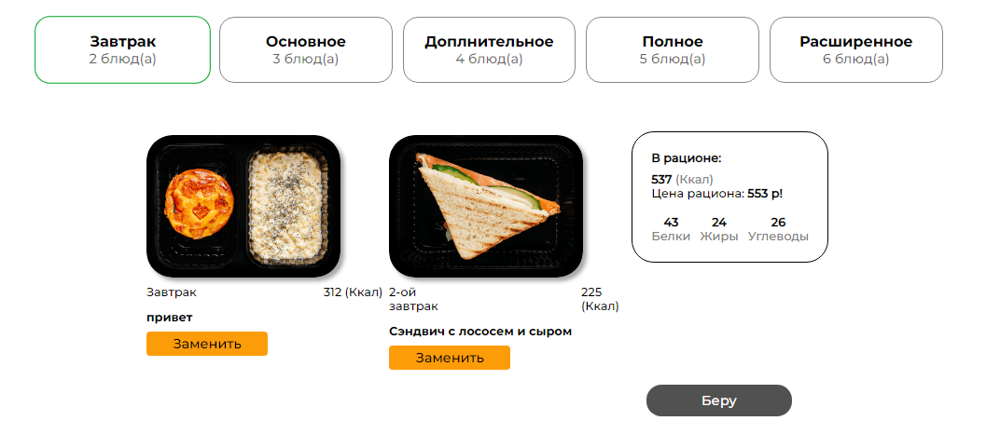 Завтрак
2 блюд(а)
Основное
3 блюд(а)
Доплнительное
4 блюд(а)
Полное
5 блюд(а)
Расширенное
6 блюд(а)
Завтрак 312 (Ккал)
привет
Заменить
2-ой завтрак
225 (Ккал)
Сэндвич с лососем и сыром
Заменить
В рационе:
537 (Ккал)
Цена рациона: 553 р!
43 24 26
Белки Жиры Углеводы
Беру